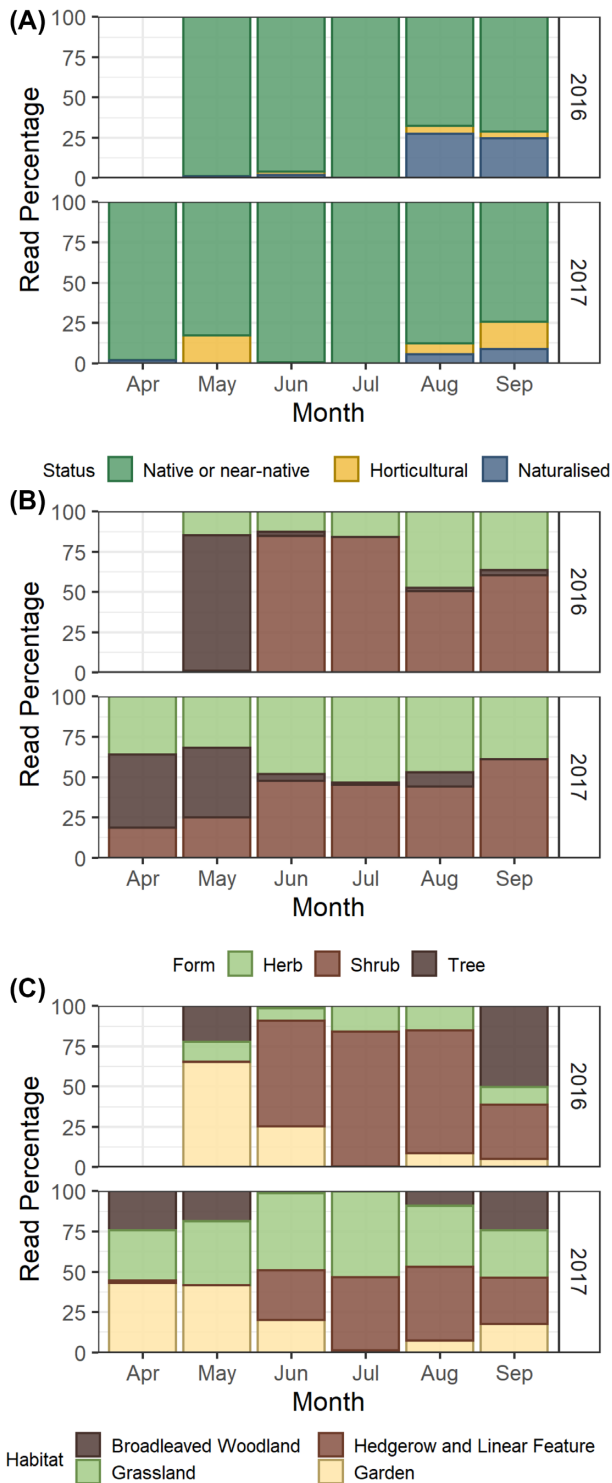 (A)
100
75
50
25
0
2016
100
75
50
25
0
2017
Read Percentage
Apr May Jun Jul Aug Sep
Month
Status Native or near-native Horticultural Naturalised
(B)
100
75
50
25
0
2016
100
75
50
25
0
2017
Read Percentage
Apr May Jun Jul Aug Sep
Month
Form Herb Shrub Tree
(C)
100
75
50
25
0
2016
100
75
50
25
0
2017
Read Percentage
Apr May Jun Jul Aug Sep
Month
Habitat
Broadleaved Woodland Hedgerow and Linear Feature
Grassland Garden